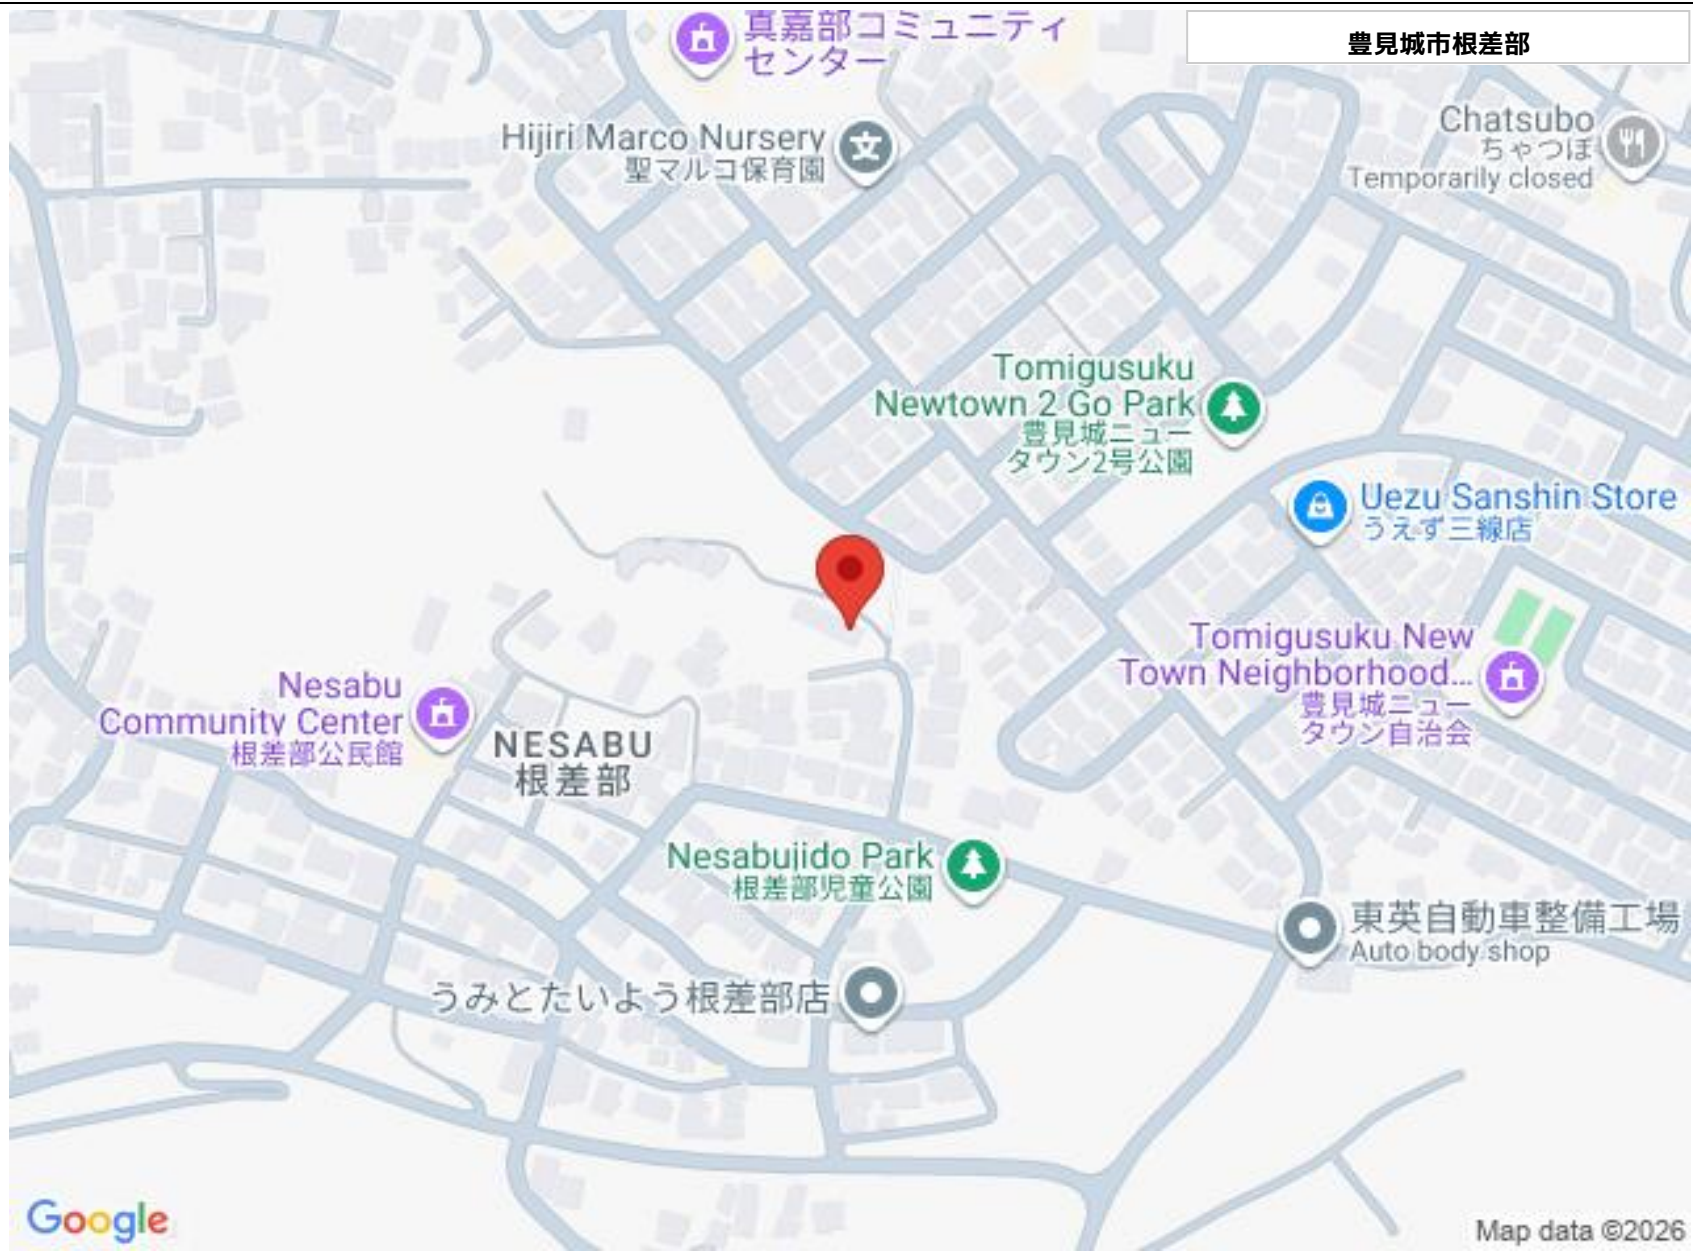 真嘉部コミュニティ
センター
豊見城市根差部
Chatsubo
ちゃつぼ
Temporarily closed
Hijiri Marco Nursery
聖マルコ保育園
Tomigusuku
Newtown 2 Go Park
豊見城ニュー
タウン2号公園
Uezu Sanshin Store
うえず三線店
Tomigusuku New
Town Neighborhood...
豊見城ニュー
タウン自治会
Nesabu
Community Center
根差部公民館
NESABU
根差部
Nesabujido Park
根差部児童公園
東英自動車整備工場
Auto body shop
うみとたいよう根差部店
Google
Map data ©2026